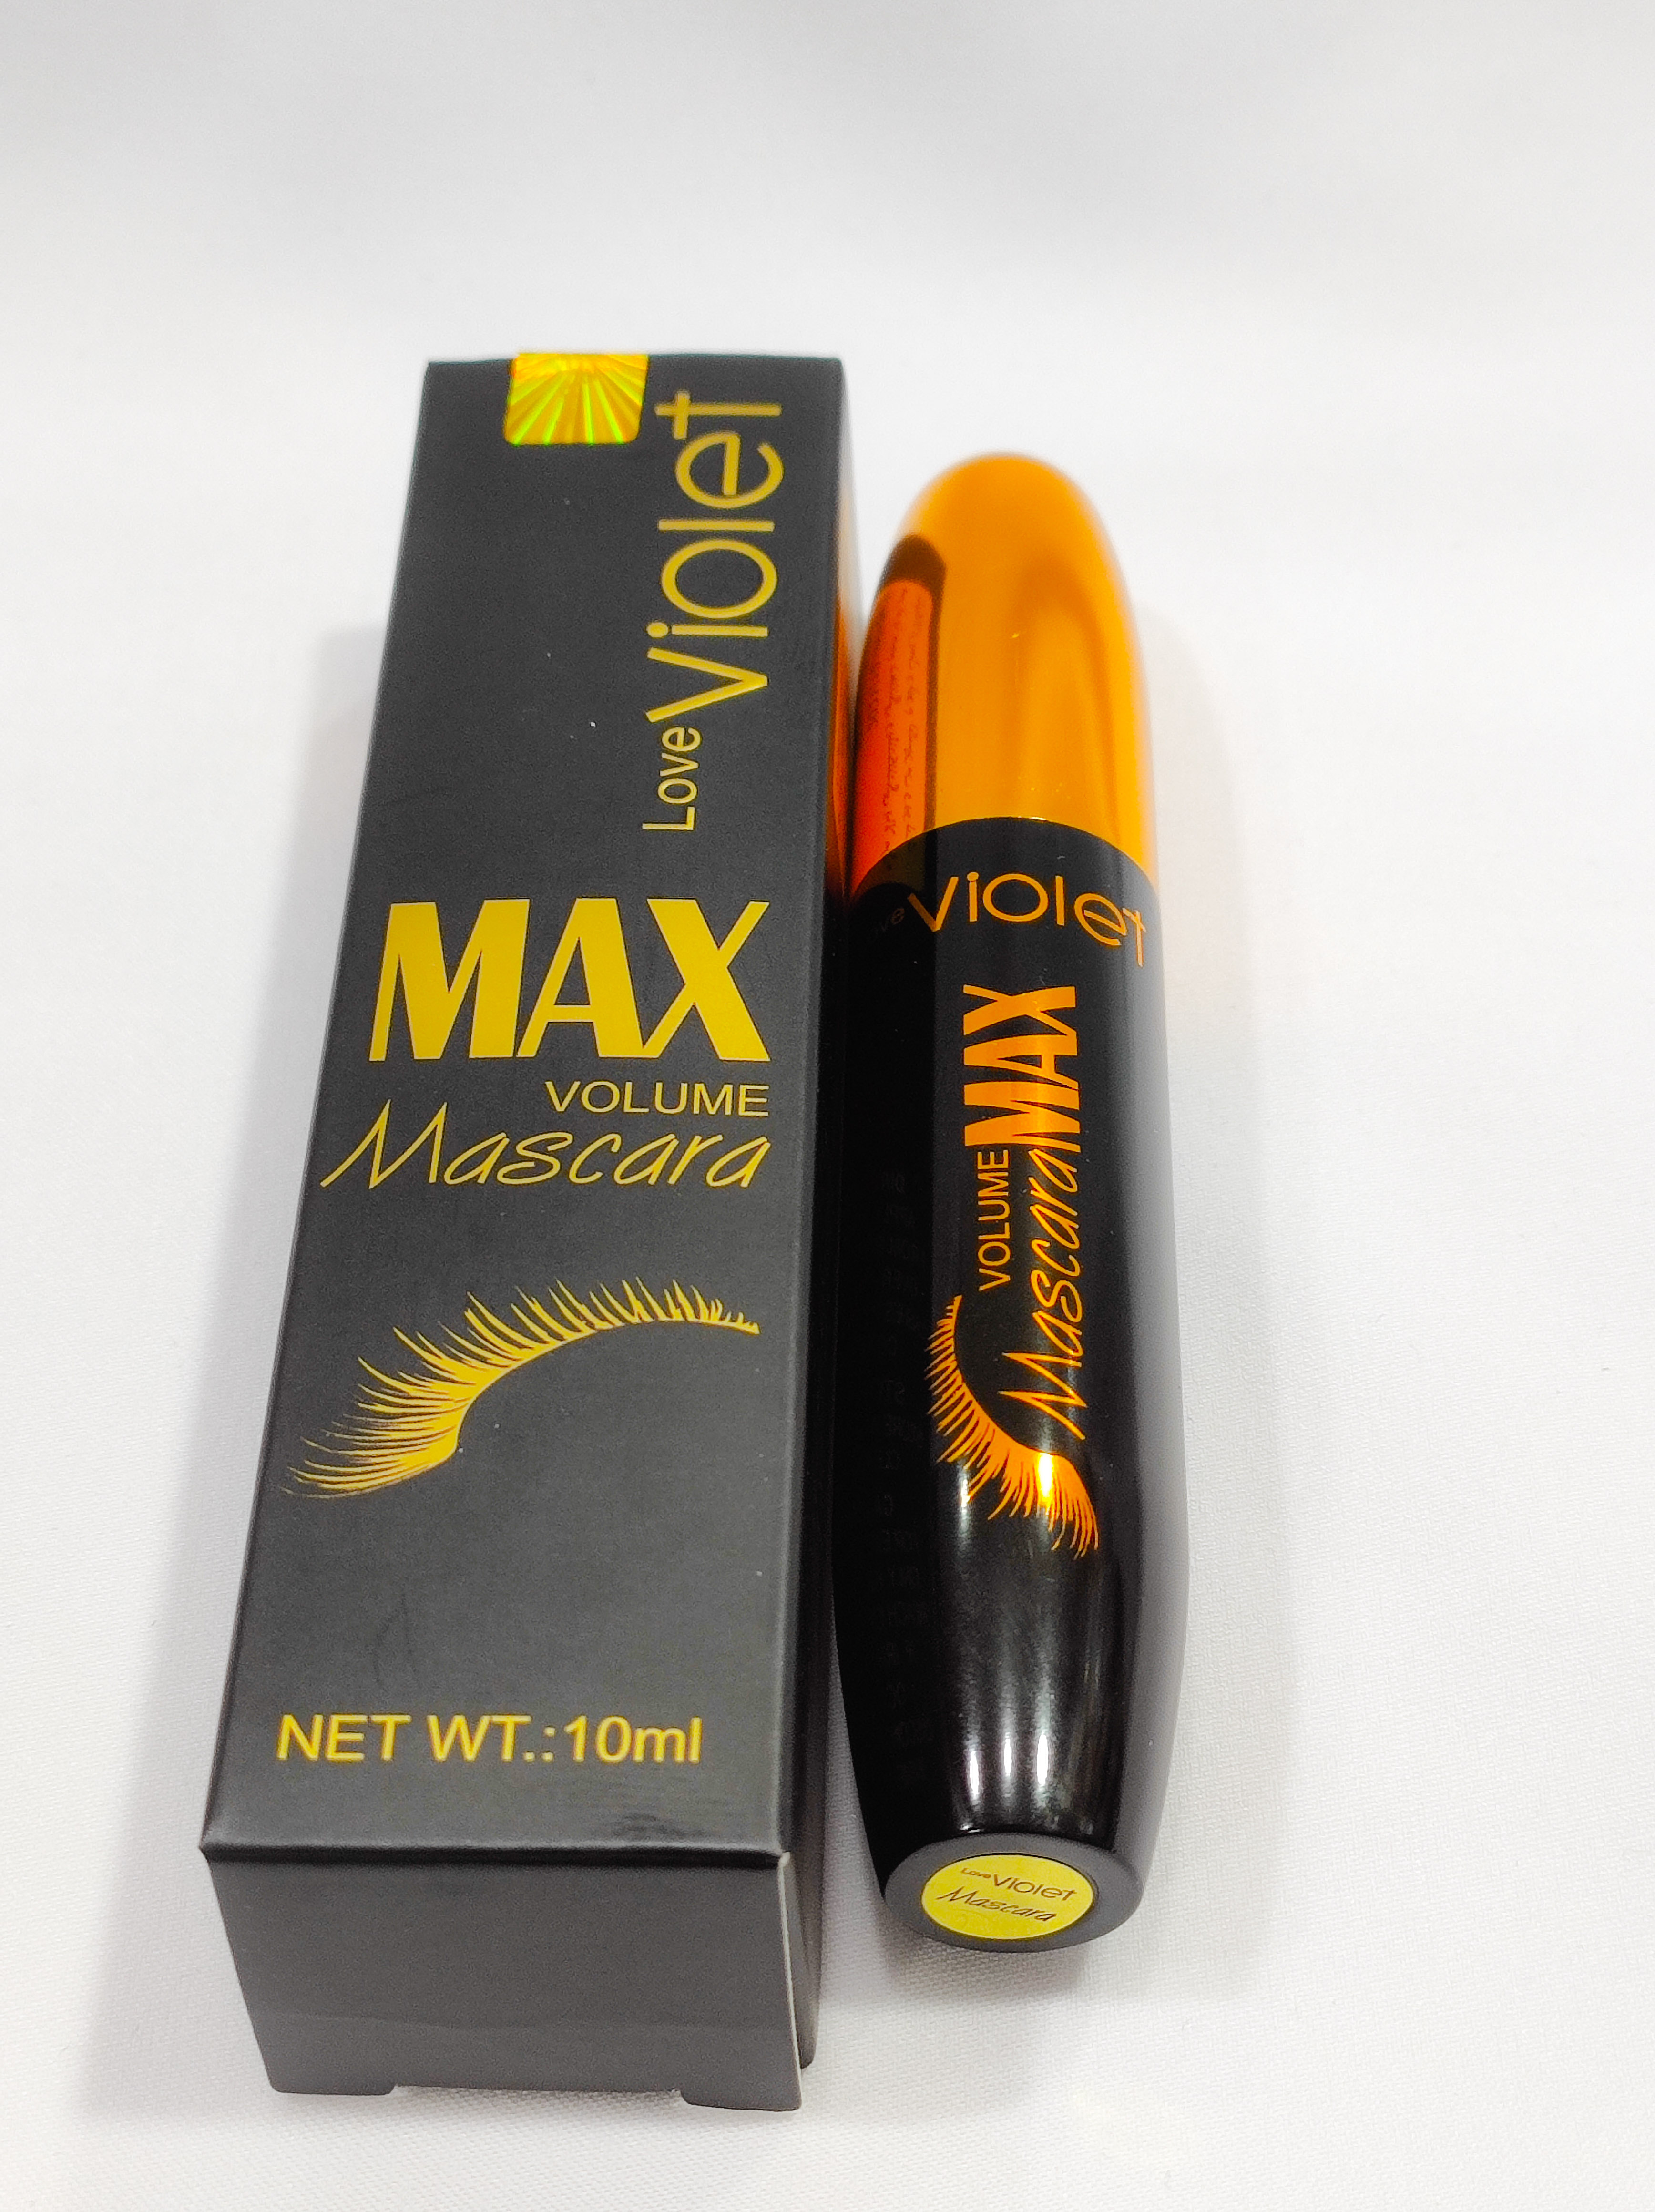 Love Violet
MAX
VOLUME
Mascara
NET WT.:10ml
Violet
VOLUME MAX
Mascara
Love Violet
Mascara